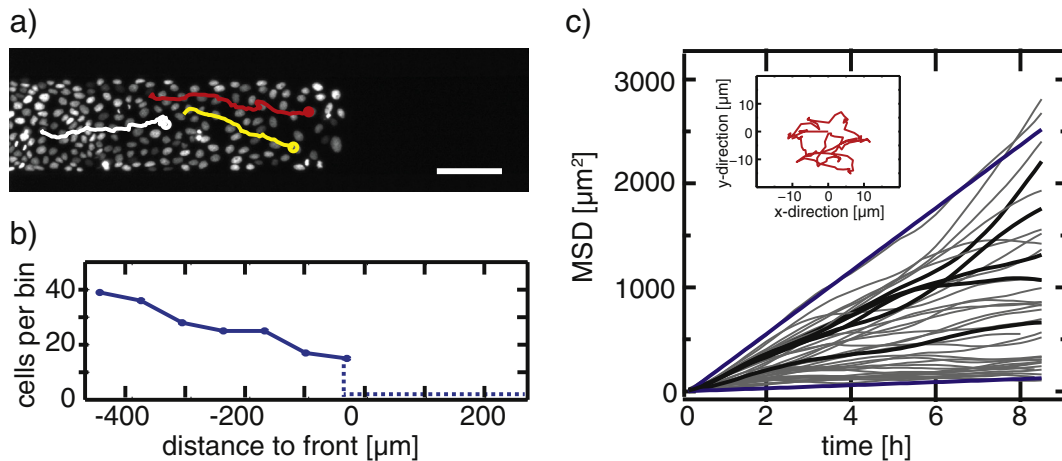 a)
b)
cells per bin
40
20
0
-400
-200
0
200
distance to front [µm]
c)
MSD [µm²]
3000
2000
1000
0
0
2
4
6
8
time [h]
y-direction [µm]
10
0
−10
−10
0
10
x-direction [µm]